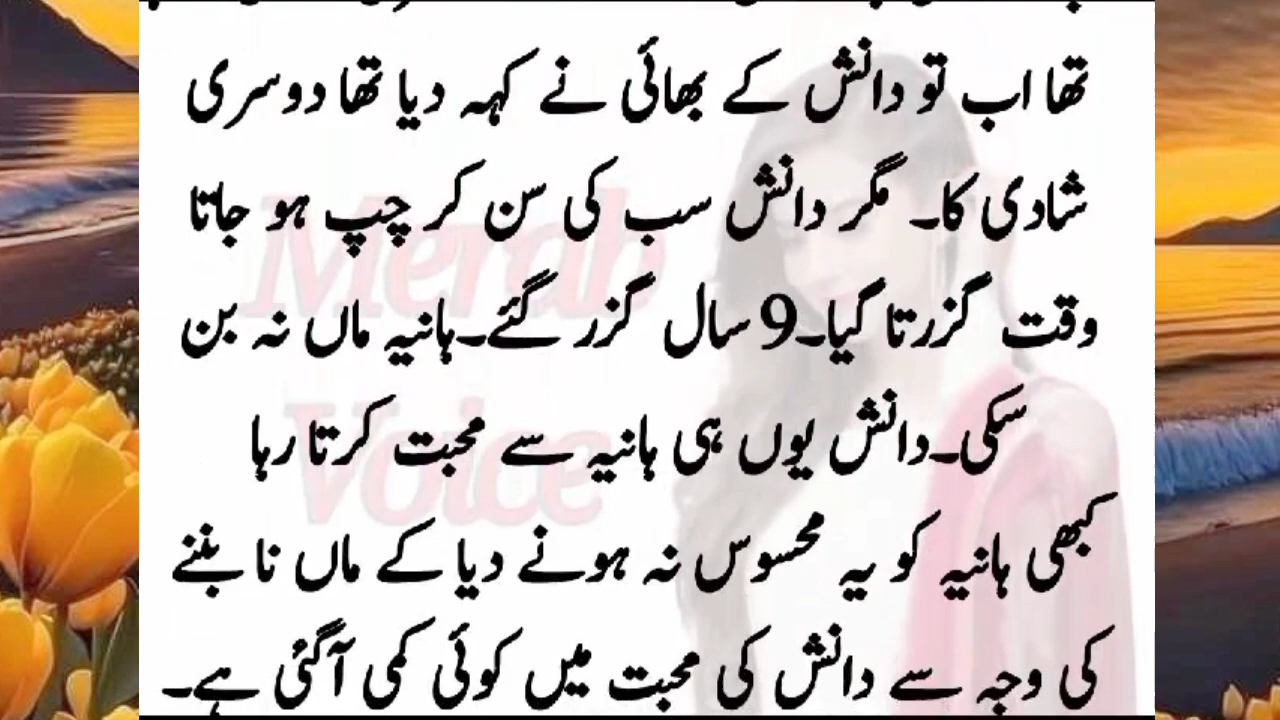 تھا اب تو دانش کے بھائی نے کہہ دیا تھا دوسری
شادی کا۔ مگر دانش سب کی سن کر چپ ہو جاتا
وقت گزرتا گیا۔9 سال گزر گئے۔ہانیہ ماں نہ بن
سکی۔دانش یوں ہی ہانیہ سے محبت کرتا رہا
کبھی ہانیہ کو یہ محسوس نہ ہونے دیا کے ماں نا بننے
کی وجہ سے دانش کی محبت میں کوئی کمی آگئی ہے۔
Merab
Voice